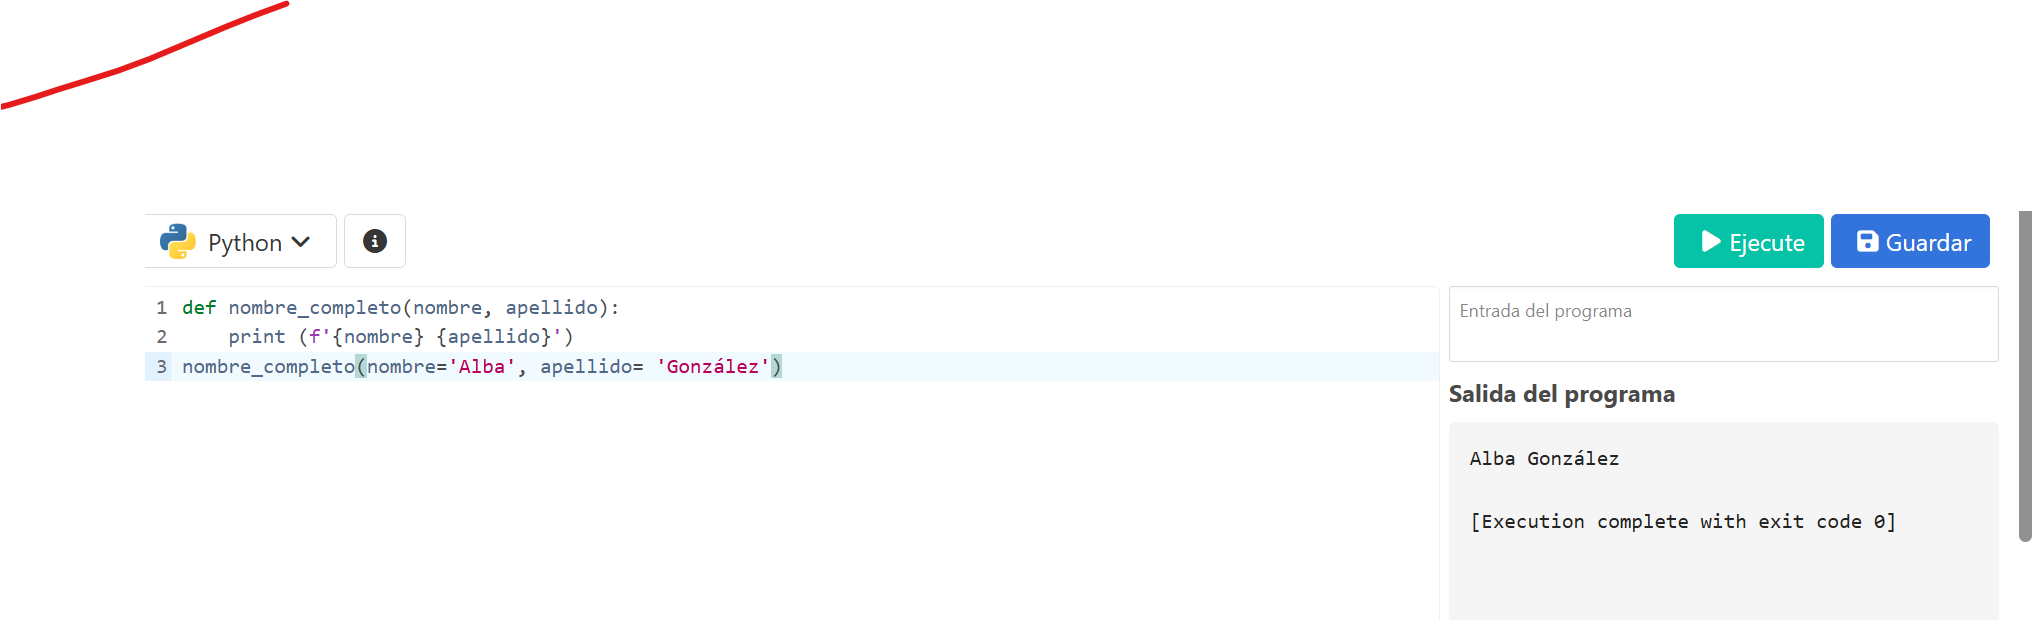 Python
Ejecute Guardar
1 def nombre_completo(nombre, apellido):
2     print (f'{nombre} {apellido}')
3 nombre_completo(nombre='Alba', apellido= 'González')
Entrada del programa
Salida del programa
Alba González
[Execution complete with exit code 0]